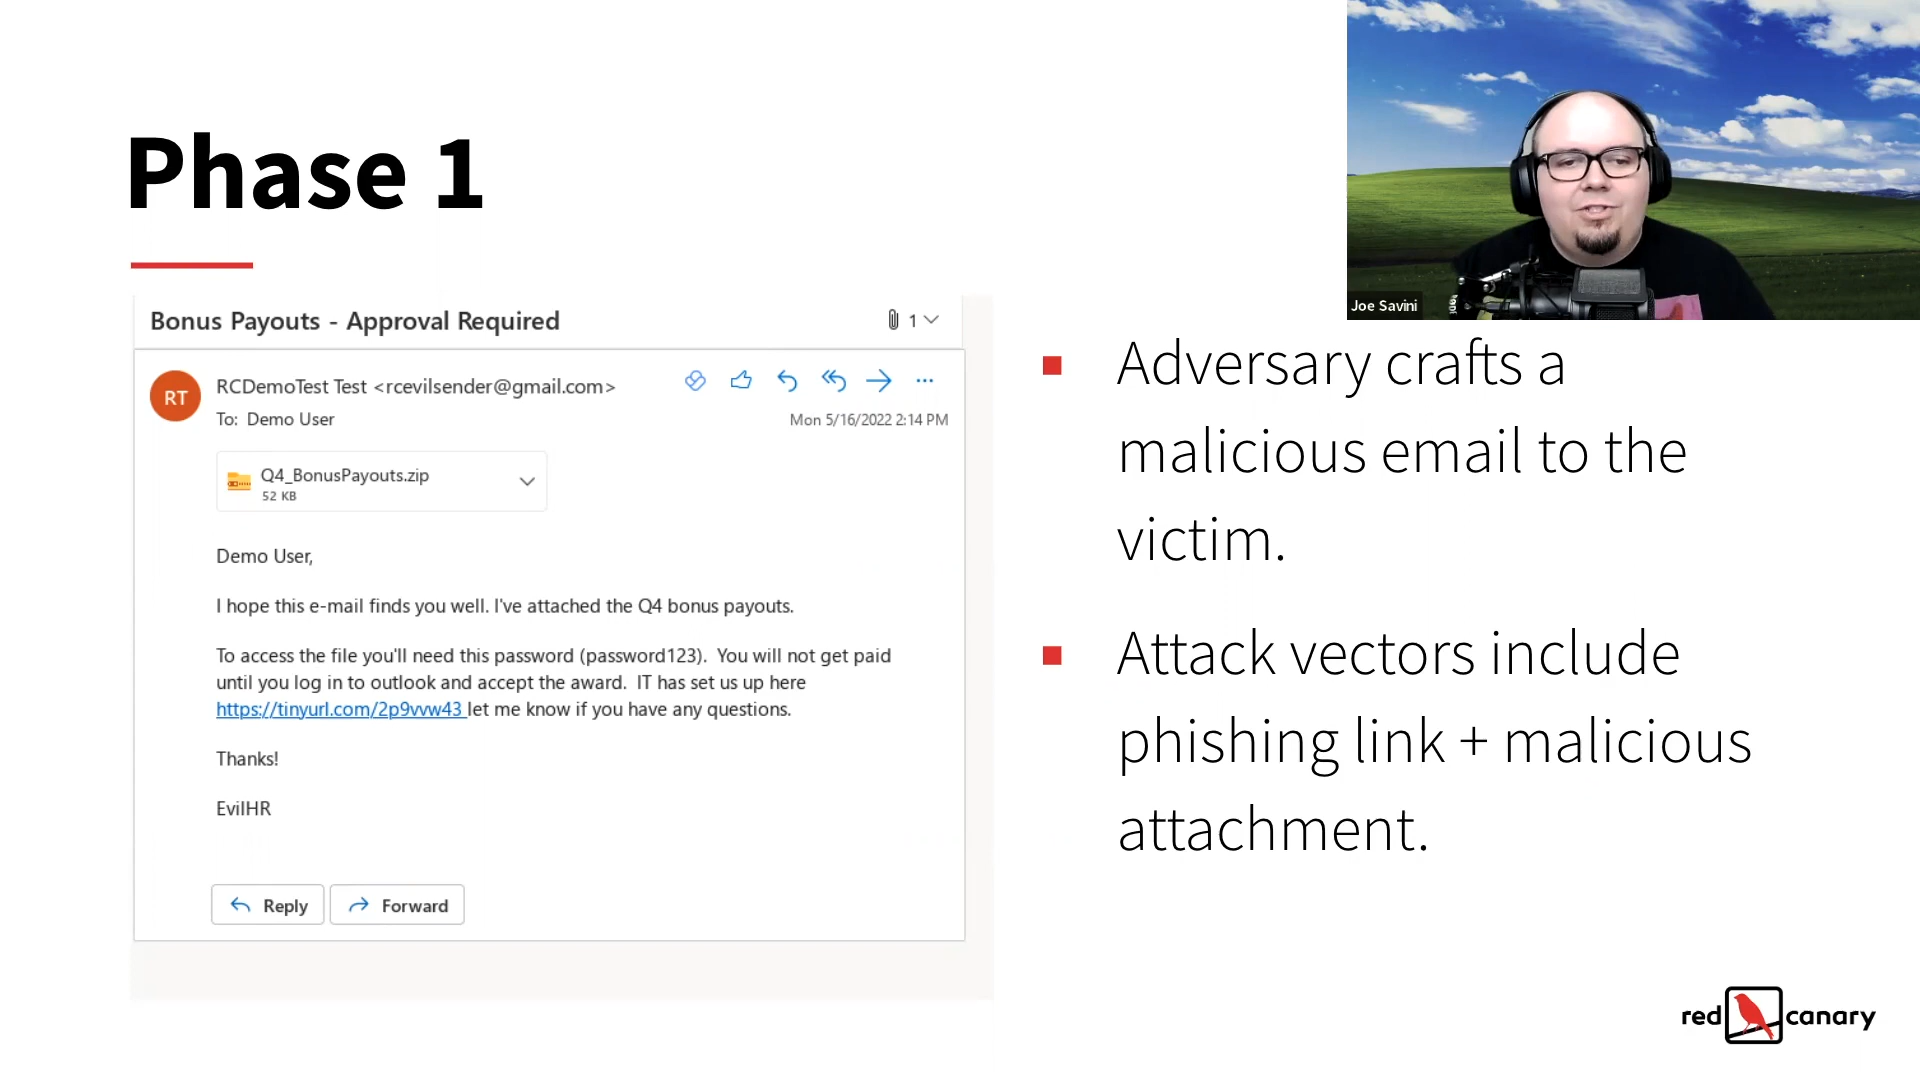 Phase 1
Joe Savini
Bonus Payouts - Approval Required
1
RT
RCDemoTest Test <rcevilsender@gmail.com>
To: Demo User
Mon 5/16/2022 2:14 PM
Q4_BonusPayouts.zip
52 KB
Demo User,
I hope this e-mail finds you well. I've attached the Q4 bonus payouts.
To access the file you'll need this password (password123).  You will not get paid
until you log in to outlook and accept the award.  IT has set us up here
https://tinyurl.com/2p9vvw43 let me know if you have any questions.
Thanks!
EvilHR
Reply
Forward
Adversary crafts a
malicious email to the
victim.
Attack vectors include
phishing link + malicious
attachment.
red canary